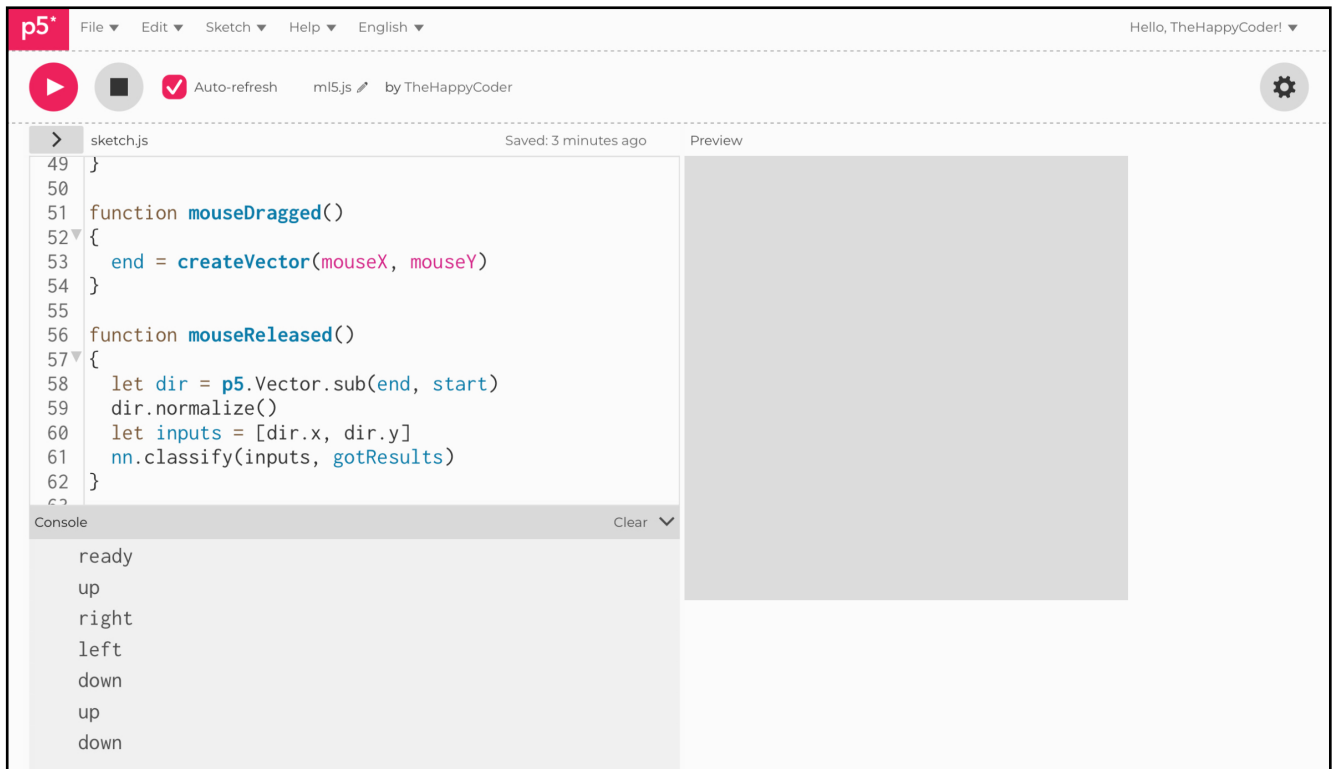 p5* File Edit Sketch Help English Hello, TheHappyCoder!
Auto-refresh ml5.js by TheHappyCoder
sketch.js Saved: 3 minutes ago Preview
49 }
50
51 function mouseDragged()
52 {
53 end = createVector(mouseX, mouseY)
54 }
55
56 function mouseReleased()
57 {
58 let dir = p5.Vector.sub(end, start)
59 dir.normalize()
60 let inputs = [dir.x, dir.y]
61 nn.classify(inputs, gotResults)
62 }
63
Console Clear
ready
up
right
left
down
up
down